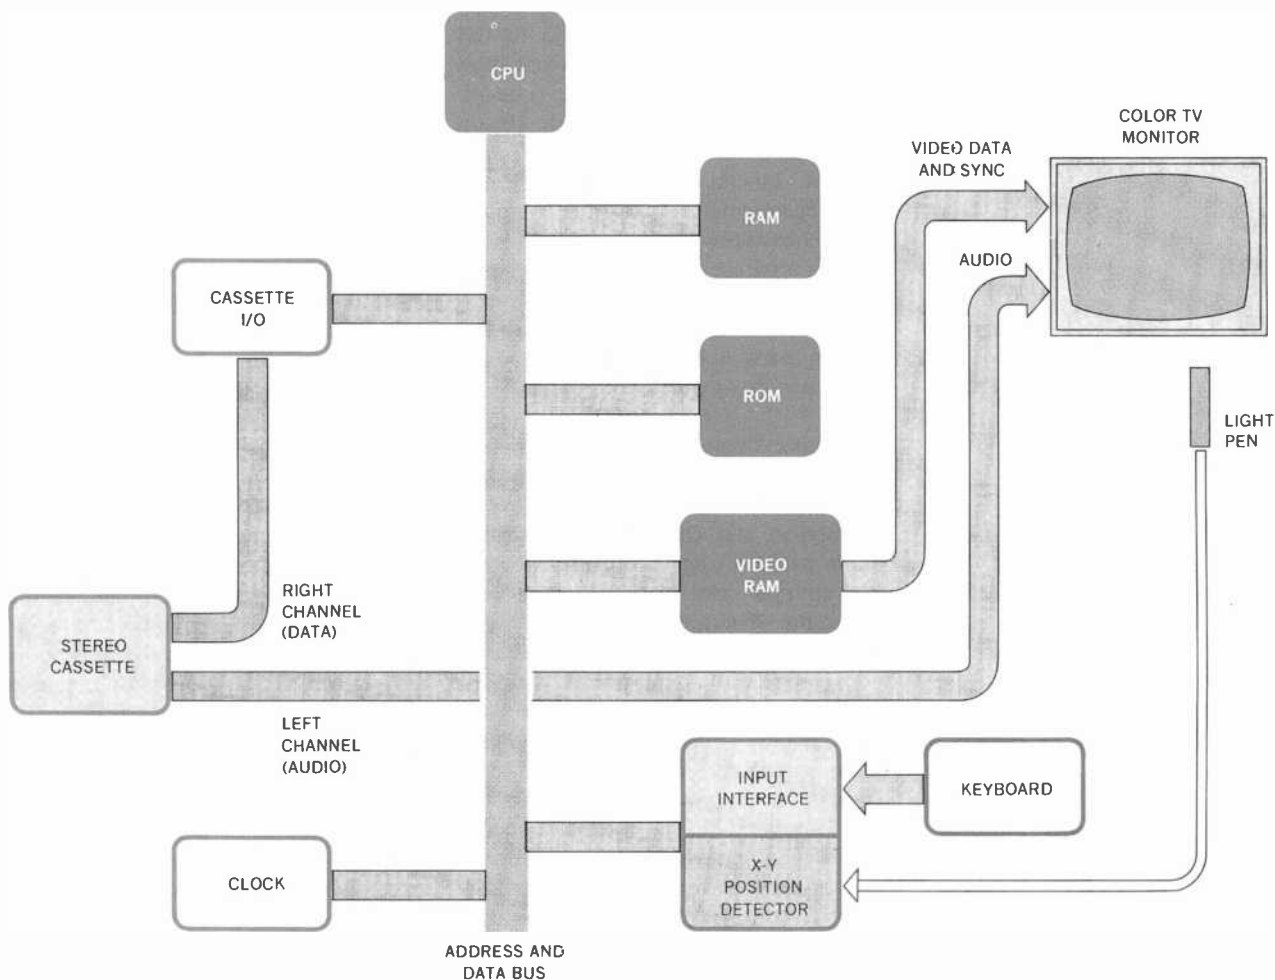 CPU
COLOR TV
MONITOR
VIDEO DATA
AND SYNC
RAM
AUDIO
CASSETTE
I/O
ROM
LIGHT
PEN
VIDEO
RAM
RIGHT
CHANNEL
(DATA)
STEREO
CASSETTE
LEFT
CHANNEL
(AUDIO)
INPUT
INTERFACE
KEYBOARD
X-Y
POSITION
DETECTOR
CLOCK
ADDRESS AND
DATA BUS